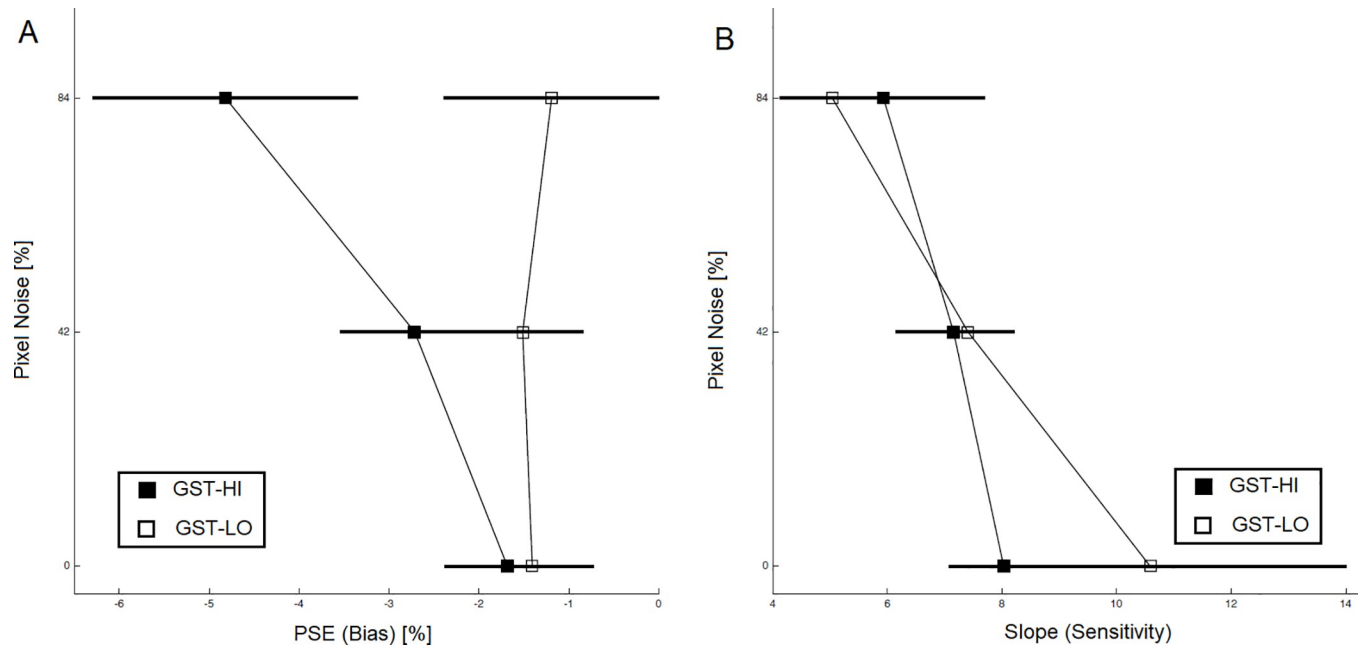 A
84
42
0
Pixel Noise [%]
GST-HI
GST-LO
-6 -5 -4 -3 -2 -1 0
PSE (Bias) [%]
B
84
42
0
Pixel Noise [%]
GST-HI
GST-LO
4 6 8 10 12 14
Slope (Sensitivity)